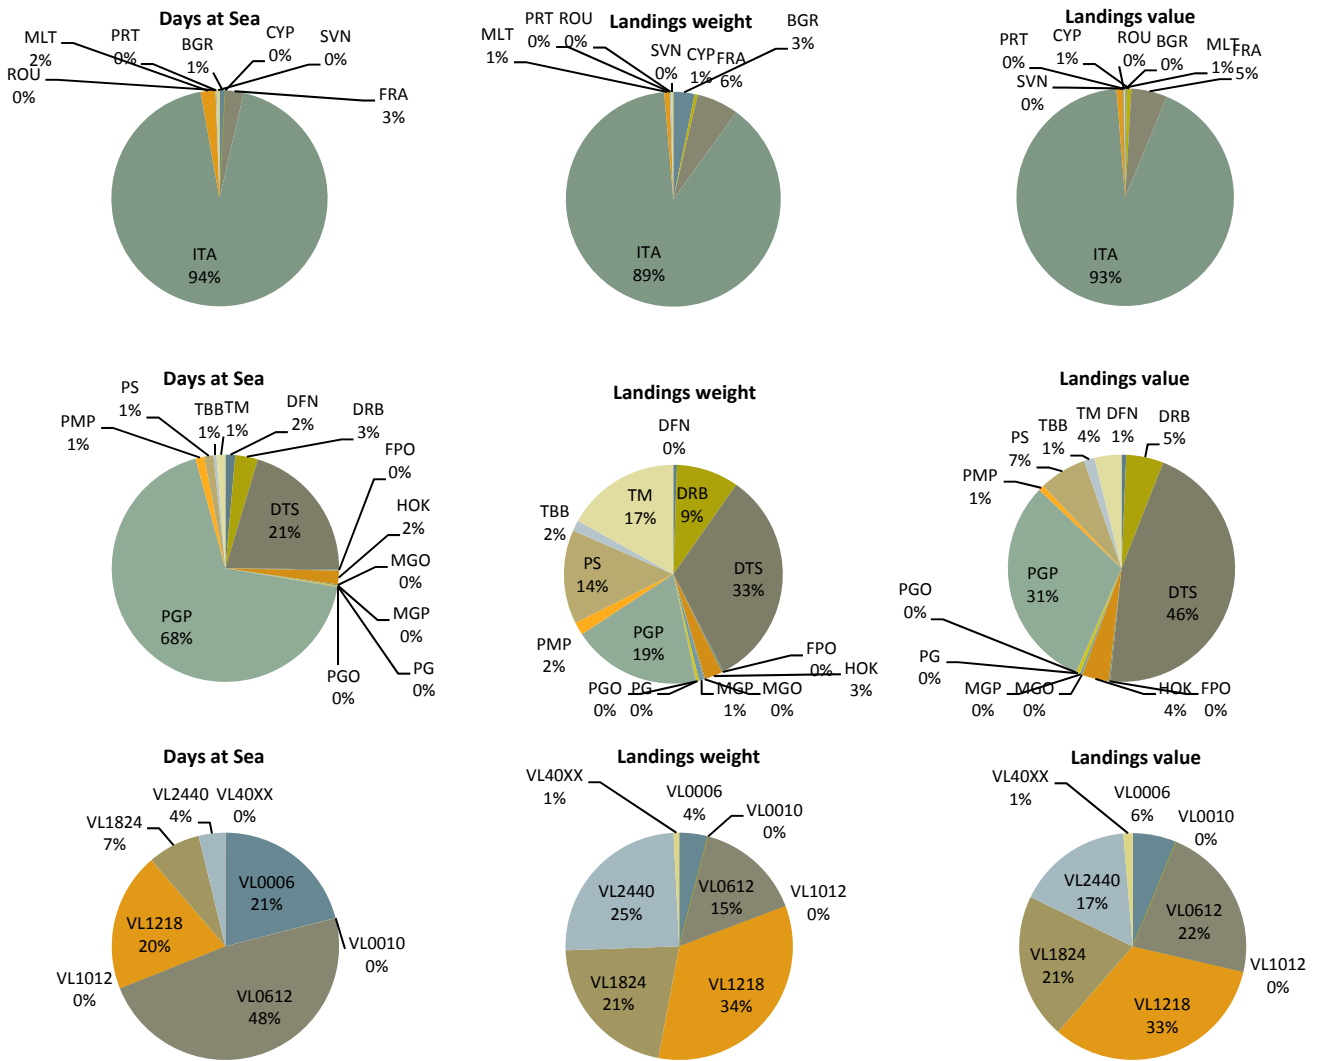 Days at Sea
MLT
2%
PRT
0%
BGR
1%
CYP
0%
SVN
0%
ROU
0%
FRA
3%
ITA
94%
Landings weight
MLT
1%
PRT
0%
ROU
0%
SVN
0%
CYP
1%
FRA
6%
BGR
3%
ITA
89%
Landings value
PRT
0%
CYP
1%
ROU
0%
BGR
0%
MLT
1%
FRA
5%
SVN
0%
ITA
93%
Days at Sea
PMP
1%
PS
1%
TBB
1%
TM
1%
DFN
2%
DRB
3%
FPO
0%
DTS
21%
HOK
2%
MGO
0%
MGP
0%
PG
0%
PGO
0%
PGP
68%
Landings weight
DFN
0%
TM
17%
DRB
9%
TBB
2%
PS
14%
DTS
33%
PMP
2%
PGP
19%
FPO
0%
HOK
3%
PGO
0%
PG
0%
MGP
1%
MGO
0%
Landings value
PMP
1%
PS
7%
TBB
1%
TM
4%
DFN
1%
DRB
5%
PGP
31%
DTS
46%
PGO
0%
PG
0%
MGP
0%
MGO
0%
HOK
4%
FPO
0%
Days at Sea
VL2440
4%
VL40XX
0%
VL1824
7%
VL0006
21%
VL1218
20%
VL0010
0%
VL1012
0%
VL0612
48%
Landings weight
VL40XX
1%
VL0006
4%
VL0010
0%
VL2440
25%
VL0612
15%
VL1012
0%
VL1824
21%
VL1218
34%
Landings value
VL40XX
1%
VL0006
6%
VL0010
0%
VL2440
17%
VL0612
22%
VL1824
21%
VL1012
0%
VL1218
33%